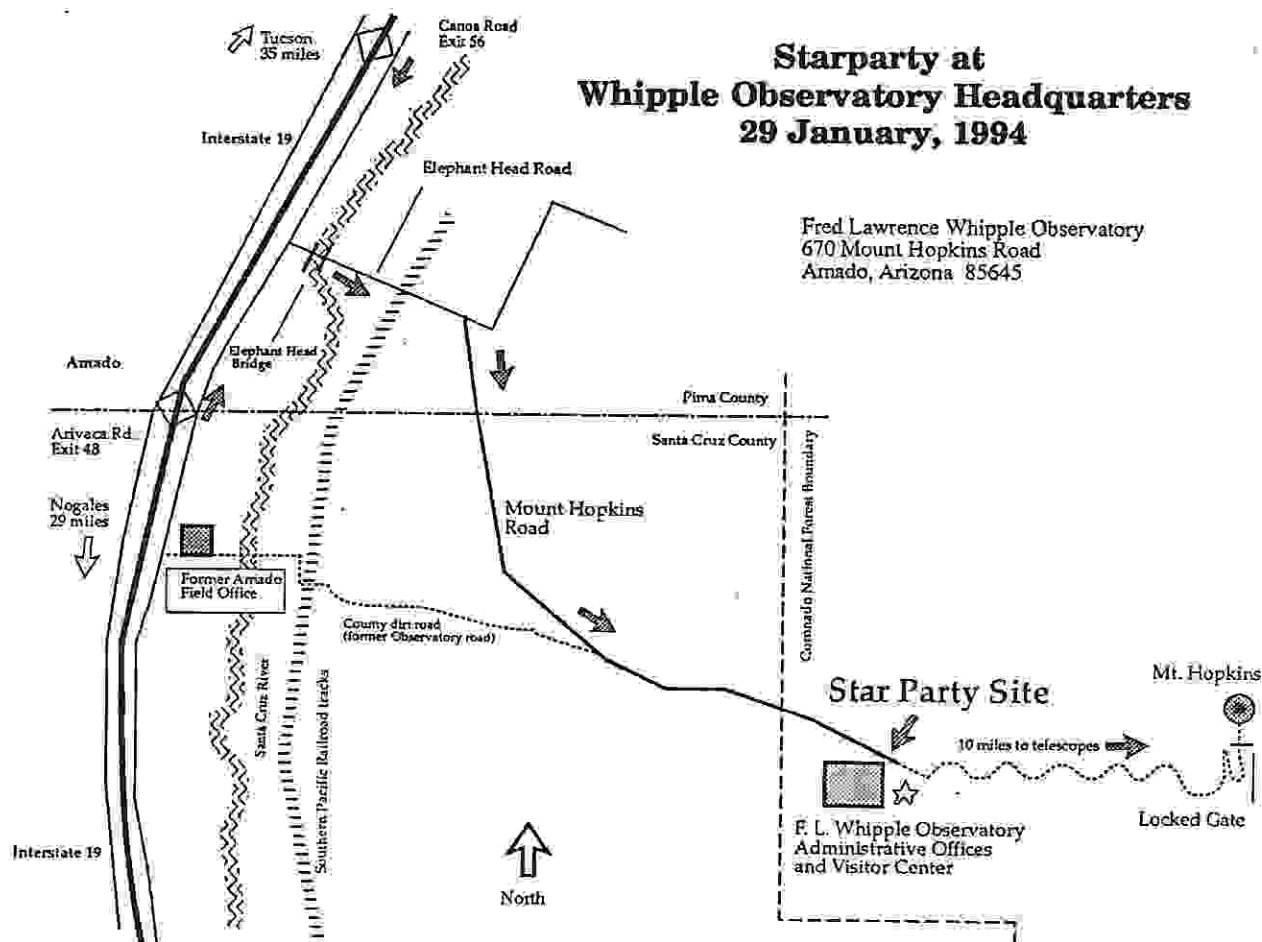 Starparty at
Whipple Observatory Headquarters
29 January, 1994
Tucson
35 miles
Canoa Road
Exit 56
Interstate 19
Elephant Head Road
Fred Lawrence Whipple Observatory
670 Mount Hopkins Road
Amado, Arizona 85645
Elephant Head
Bridge
Amado
Pima County
Arivaca Rd
Exit 48
Santa Cruz County
Coronado National Forest Boundary
Nogales
29 miles
Mount Hopkins
Road
Former Amado
Field Office
County dirt road
(former Observatory road)
Santa Cruz River
Southern Pacific Railroad tracks
Star Party Site
Mt. Hopkins
10 miles to telescopes
Locked Gate
F. L. Whipple Observatory
Administrative Offices
and Visitor Center
Interstate 19
North